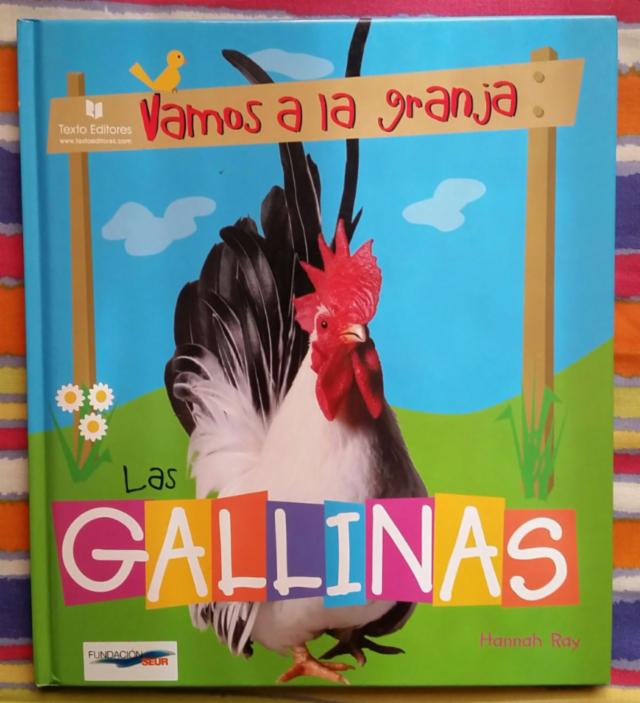 Vamos a la granja
Texto Editores
www.textoeditores.com
Las
GALLINAS
Hannah Ray
FUNDACIÓN
SEUR